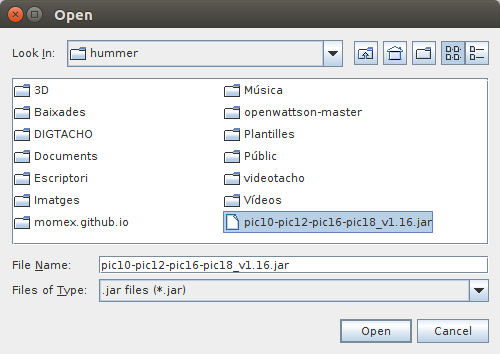 Open
Look In: hummer
3D
Baixades
DIGTACHO
Documents
Escriptori
Imatges
momex.github.io
Música
openwattson-master
Plantilles
Públic
videotacho
Vídeos
pic10-pic12-pic16-pic18_v1.16.jar
File Name: pic10-pic12-pic16-pic18_v1.16.jar
Files of Type: .jar files (*.jar)
Open Cancel